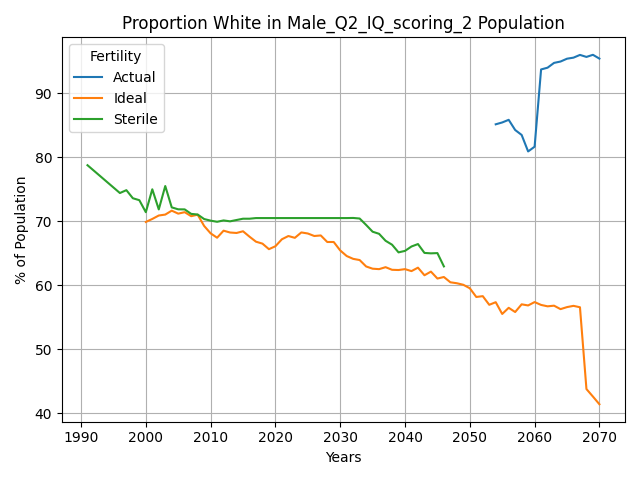 Proportion White in Male_Q2_IQ_scoring_2 Population
Fertility
Actual
Ideal
Sterile
% of Population
90
80
70
60
50
40
1990
2000
2010
2020
2030
2040
2050
2060
2070
Years